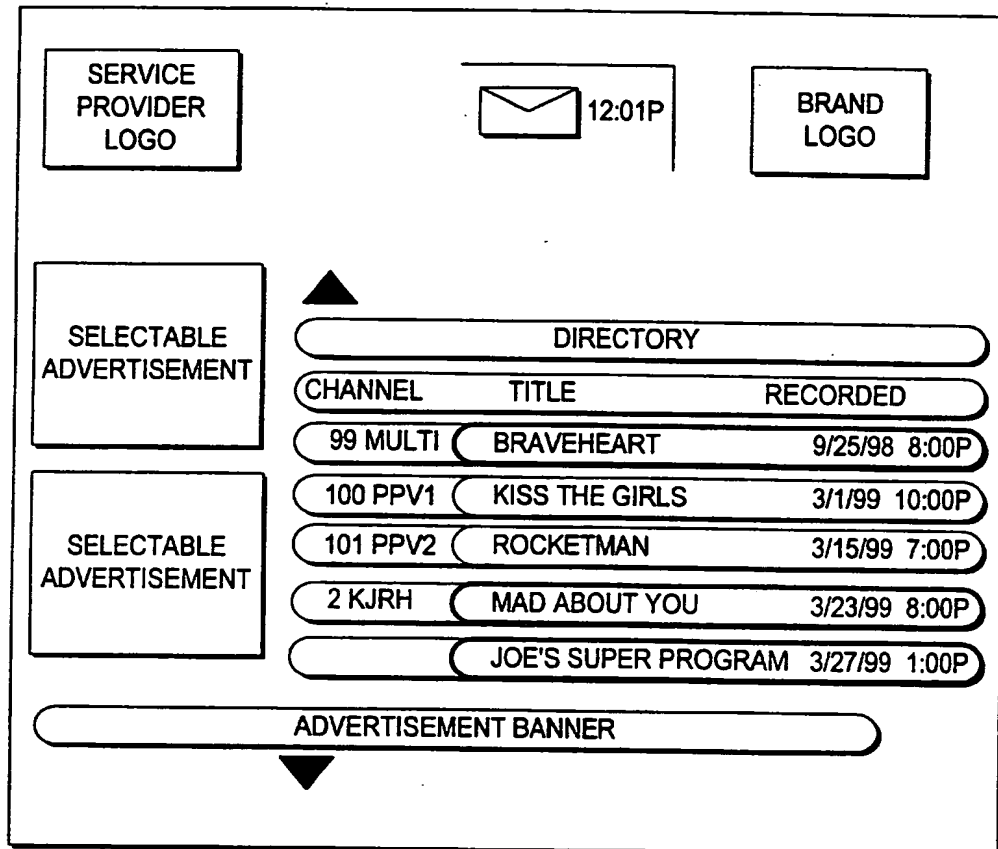 SERVICE
PROVIDER
LOGO
12:01P
BRAND
LOGO
SELECTABLE
ADVERTISEMENT
SELECTABLE
ADVERTISEMENT
DIRECTORY
CHANNEL TITLE RECORDED
99 MULTI BRAVEHEART 9/25/98 8:00P
100 PPV1 KISS THE GIRLS 3/1/99 10:00P
101 PPV2 ROCKETMAN 3/15/99 7:00P
2 KJRH MAD ABOUT YOU 3/23/99 8:00P
JOE'S SUPER PROGRAM 3/27/99 1:00P
ADVERTISEMENT BANNER